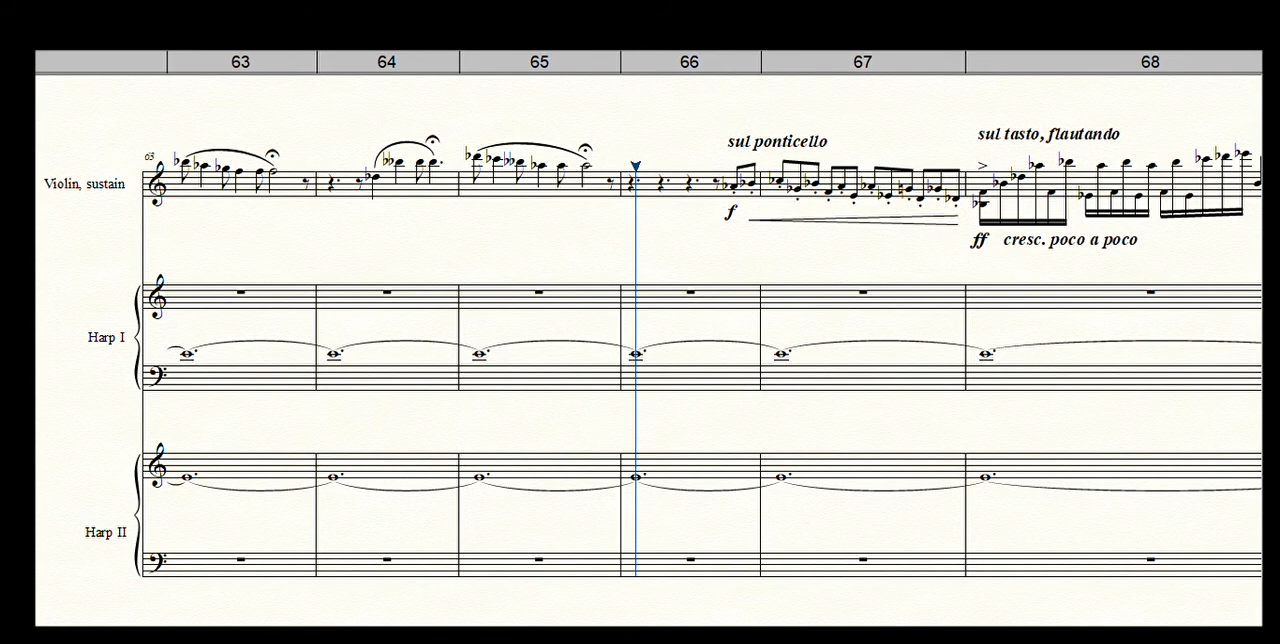 63 64 65 66 67 68
63
sul ponticello
sul tasto, flautando
Violin, sustain
f
ff cresc. poco a poco
Harp I
Harp II